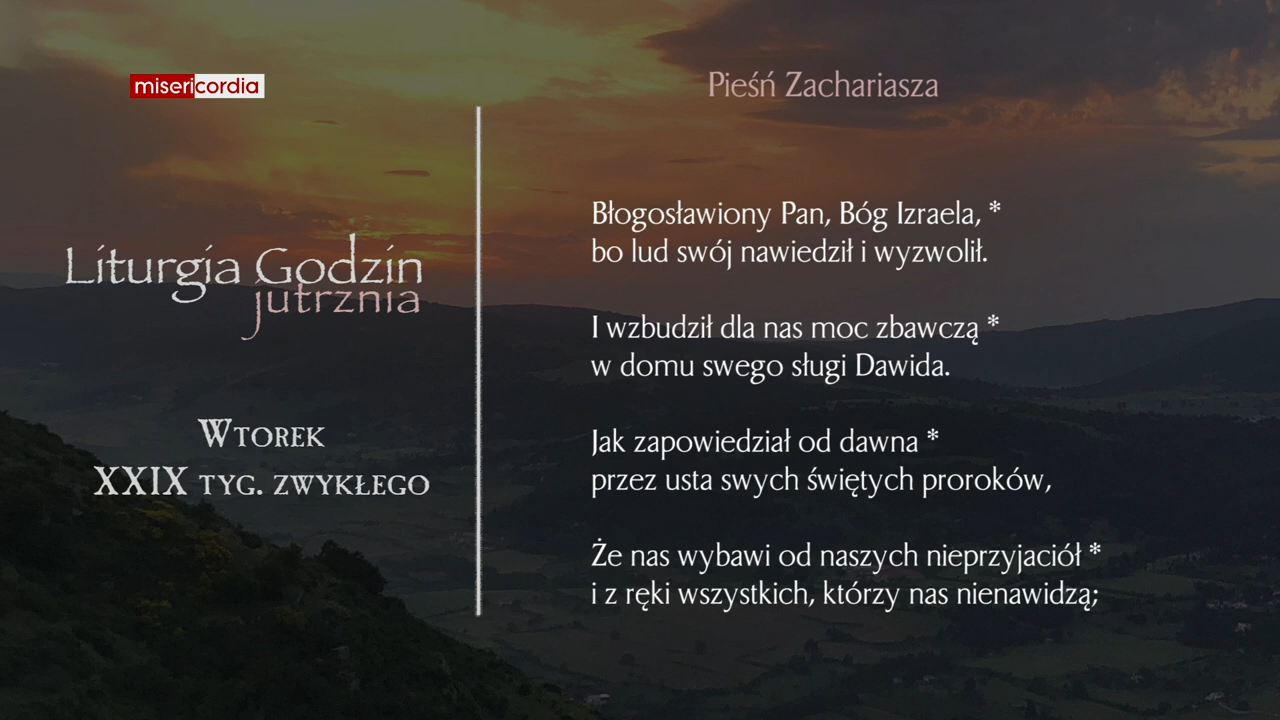 misericordia
Liturgia Godzin
jutrznia
Wtorek
XXIX tyg. zwykłego
Pieśń Zachariasza
Błogosławiony Pan, Bóg Izraela, *
bo lud swój nawiedził i wyzwolił.
I wzbudził dla nas moc zbawczą *
w domu swego sługi Dawida.
Jak zapowiedział od dawna *
przez usta swych świętych proroków,
Że nas wybawi od naszych nieprzyjaciół *
i z ręki wszystkich, którzy nas nienawidzą;